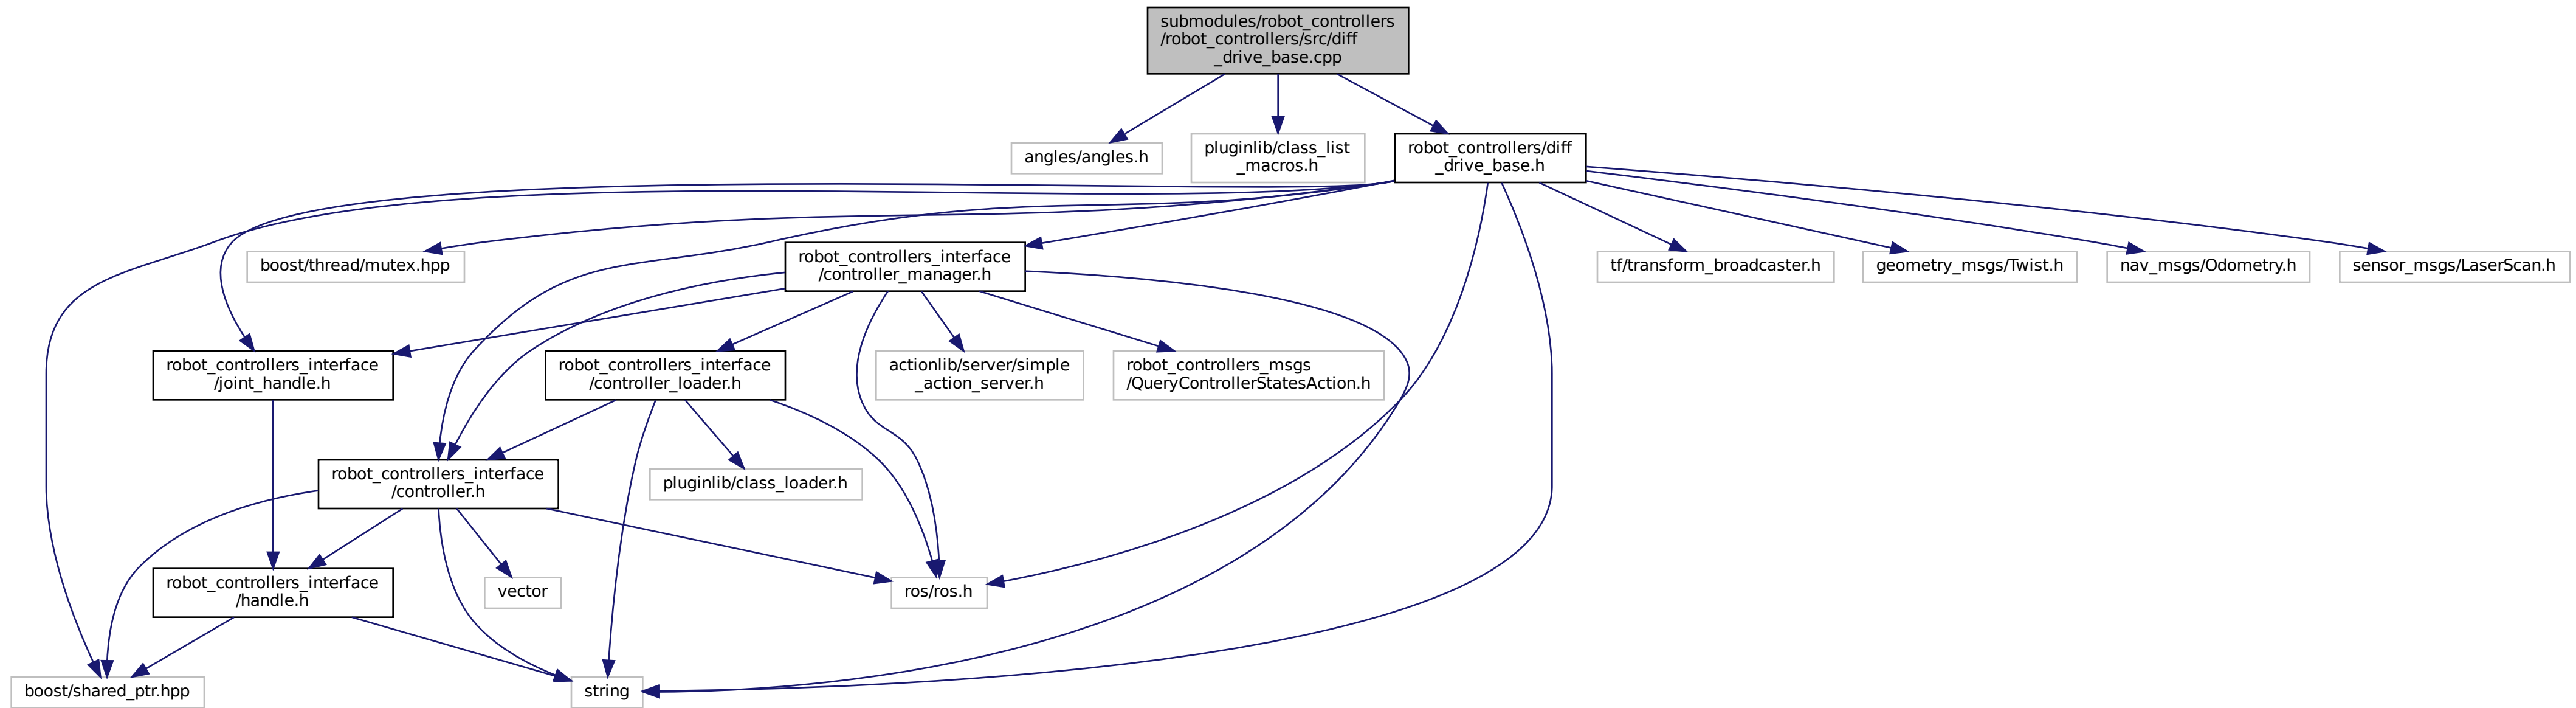 submodules/robot_controllers
/robot_controllers/src/diff
_drive_base.cpp
angles/angles.h
pluginlib/class_list
_macros.h
robot_controllers/diff
_drive_base.h
boost/thread/mutex.hpp
robot_controllers_interface
/controller_manager.h
tf/transform_broadcaster.h
geometry_msgs/Twist.h
nav_msgs/Odometry.h
sensor_msgs/LaserScan.h
robot_controllers_interface
/joint_handle.h
robot_controllers_interface
/controller_loader.h
actionlib/server/simple
_action_server.h
robot_controllers_msgs
/QueryControllerStatesAction.h
robot_controllers_interface
/controller.h
pluginlib/class_loader.h
robot_controllers_interface
/handle.h
vector
ros/ros.h
boost/shared_ptr.hpp
string